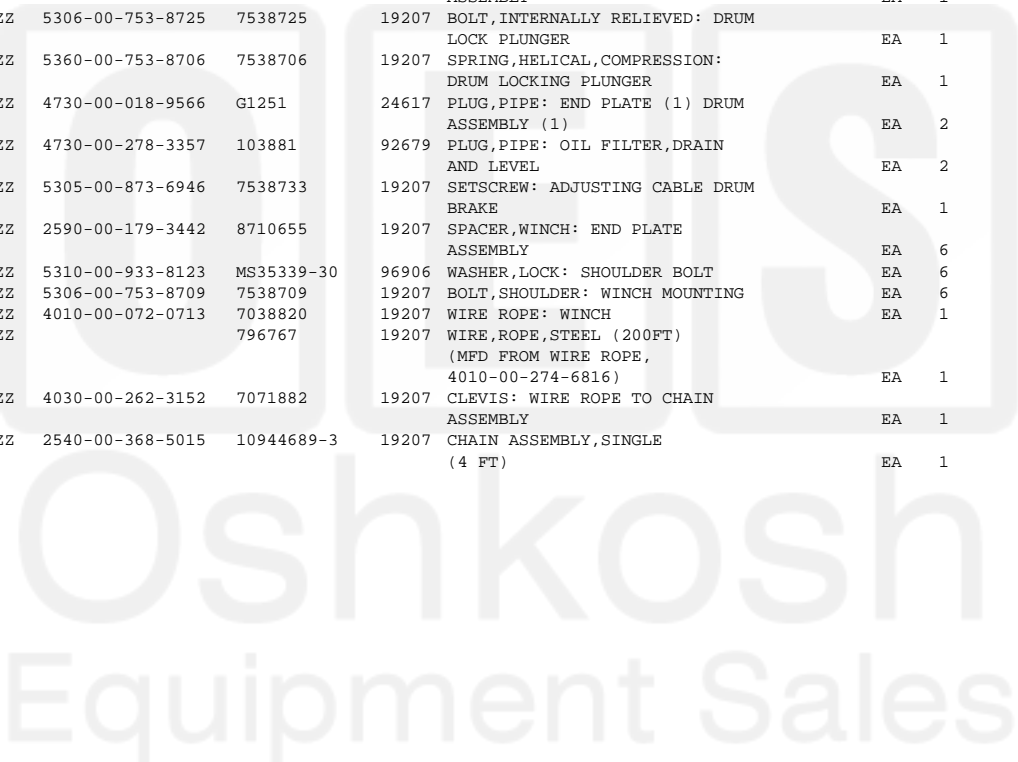 ASSEMBLY EA 1
ZZ 5306-00-753-8725 7538725 19207 BOLT,INTERNALLY RELIEVED: DRUM
LOCK PLUNGER EA 1
ZZ 5360-00-753-8706 7538706 19207 SPRING,HELICAL,COMPRESSION:
DRUM LOCKING PLUNGER EA 1
ZZ 4730-00-018-9566 G1251 24617 PLUG,PIPE: END PLATE (1) DRUM
ASSEMBLY (1) EA 2
ZZ 4730-00-278-3357 103881 92679 PLUG,PIPE: OIL FILTER,DRAIN
AND LEVEL EA 2
ZZ 5305-00-873-6946 7538733 19207 SETSCREW: ADJUSTING CABLE DRUM
BRAKE EA 1
ZZ 2590-00-179-3442 8710655 19207 SPACER,WINCH: END PLATE
ASSEMBLY EA 6
ZZ 5310-00-933-8123 MS35339-30 96906 WASHER,LOCK: SHOULDER BOLT EA 6
ZZ 5306-00-753-8709 7538709 19207 BOLT,SHOULDER: WINCH MOUNTING EA 6
ZZ 4010-00-072-0713 7038820 19207 WIRE ROPE: WINCH EA 1
ZZ 796767 19207 WIRE,ROPE,STEEL (200FT)
(MFD FROM WIRE ROPE,
4010-00-274-6816) EA 1
ZZ 4030-00-262-3152 7071882 19207 CLEVIS: WIRE ROPE TO CHAIN
ASSEMBLY EA 1
ZZ 2540-00-368-5015 10944689-3 19207 CHAIN ASSEMBLY,SINGLE
(4 FT) EA 1
OES
Oshkosh
Equipment Sales